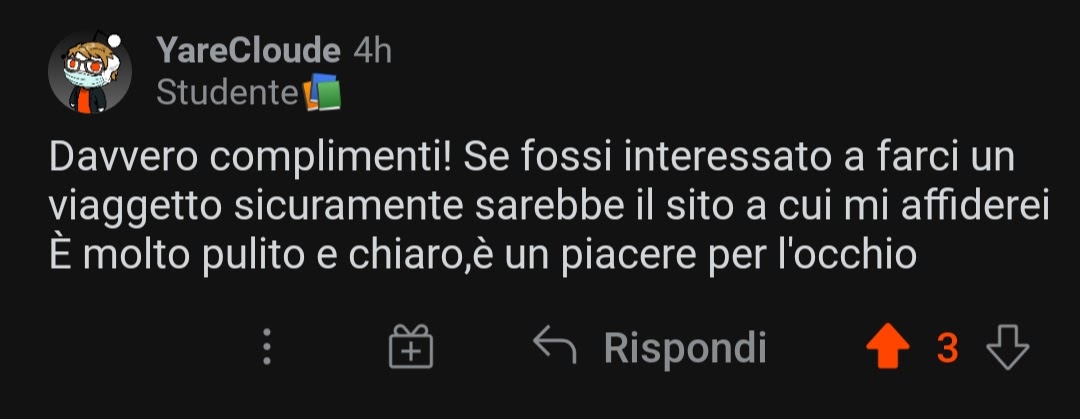 YareCloude 4h
Studente
Davvero complimenti! Se fossi interessato a farci un
viaggetto sicuramente sarebbe il sito a cui mi affiderei
È molto pulito e chiaro,è un piacere per l'occhio
Rispondi 3